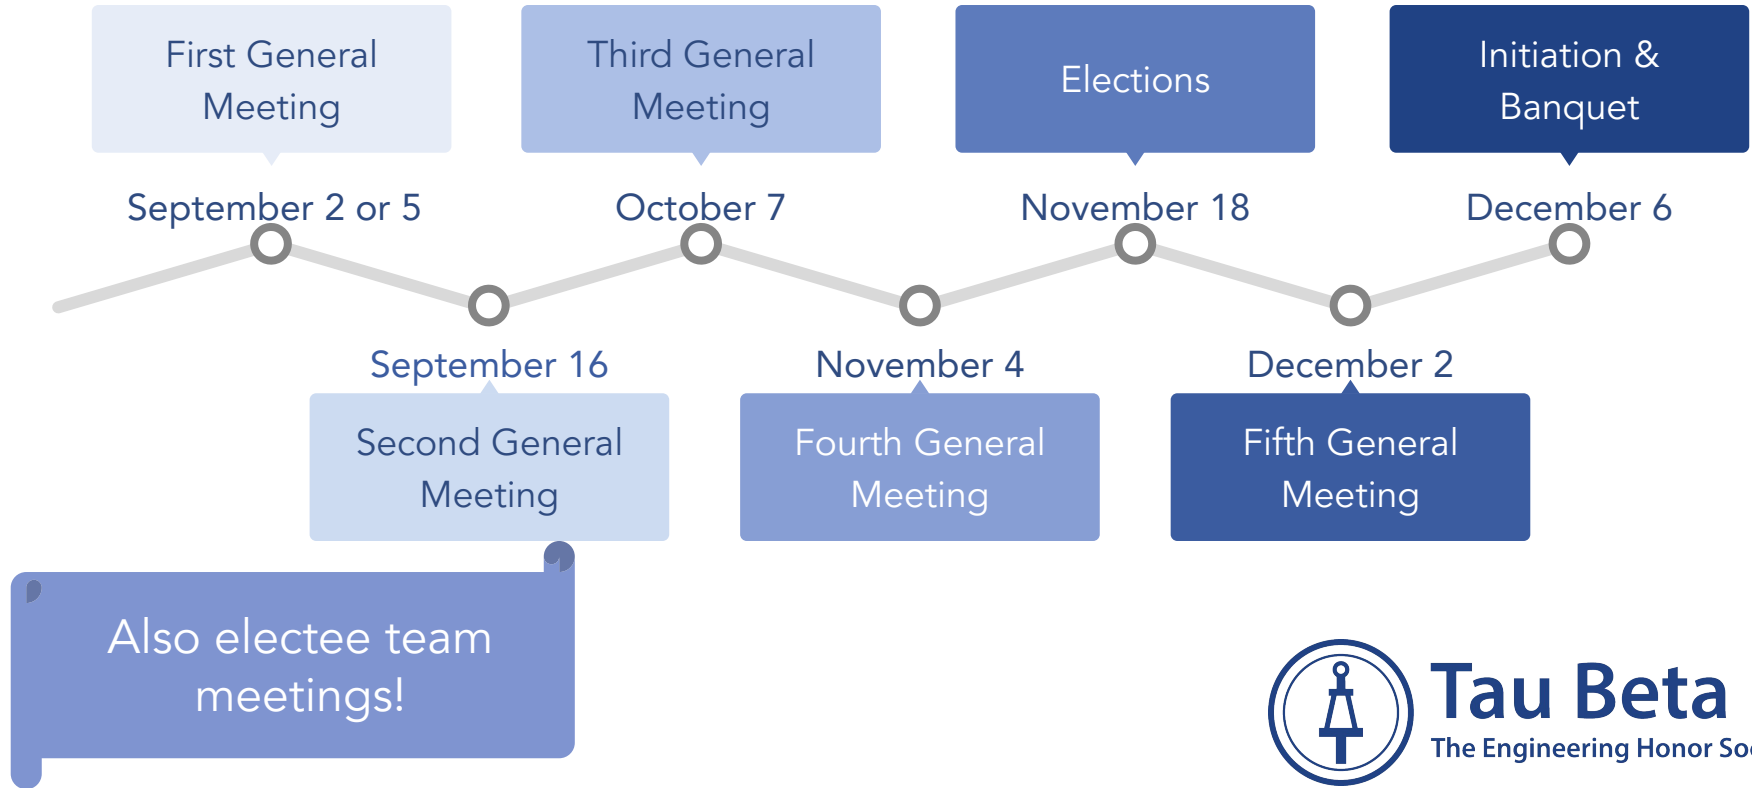 First General
Meeting
Third General
Meeting
Elections
Initiation &
Banquet
September 2 or 5
October 7
November 18
December 6
September 16
November 4
December 2
Second General
Meeting
Fourth General
Meeting
Fifth General
Meeting
Also electee team
meetings!
Tau Beta
The Engineering Honor